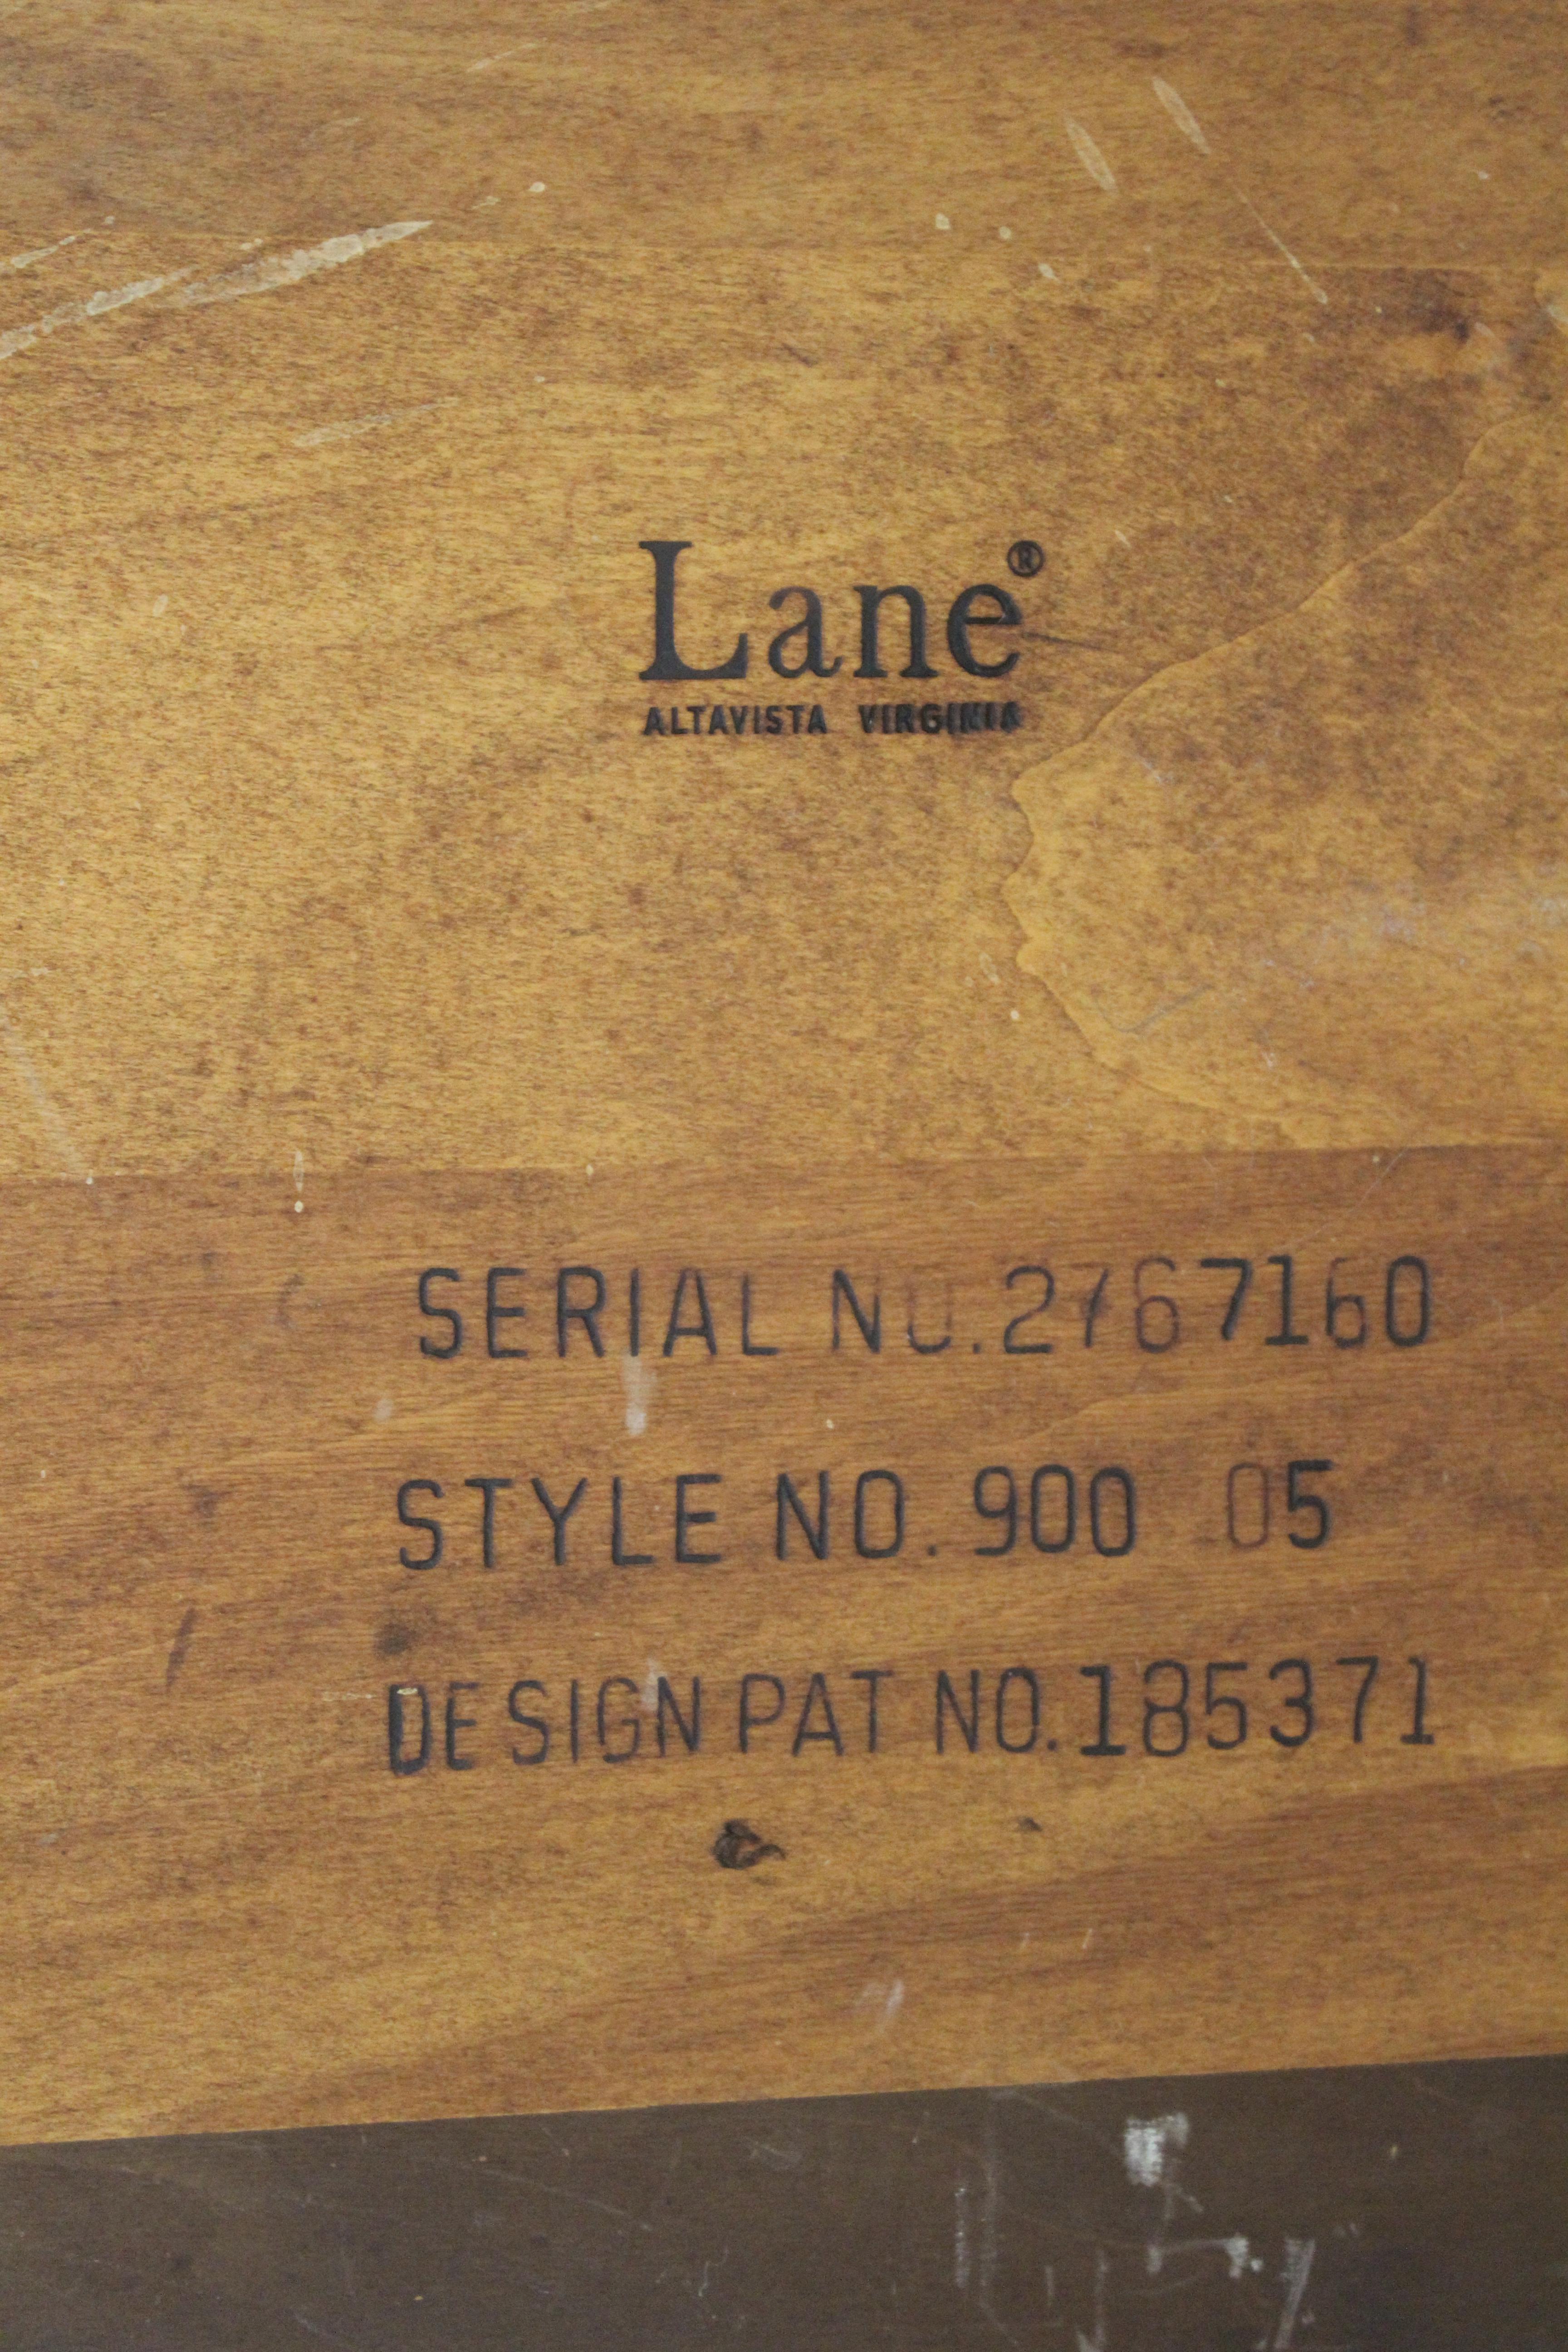 Lane®
ALTAVISTA VIRGINIA
SERIAL NO. 2767160
STYLE NO. 900 05
DESIGN PAT NO. 185371